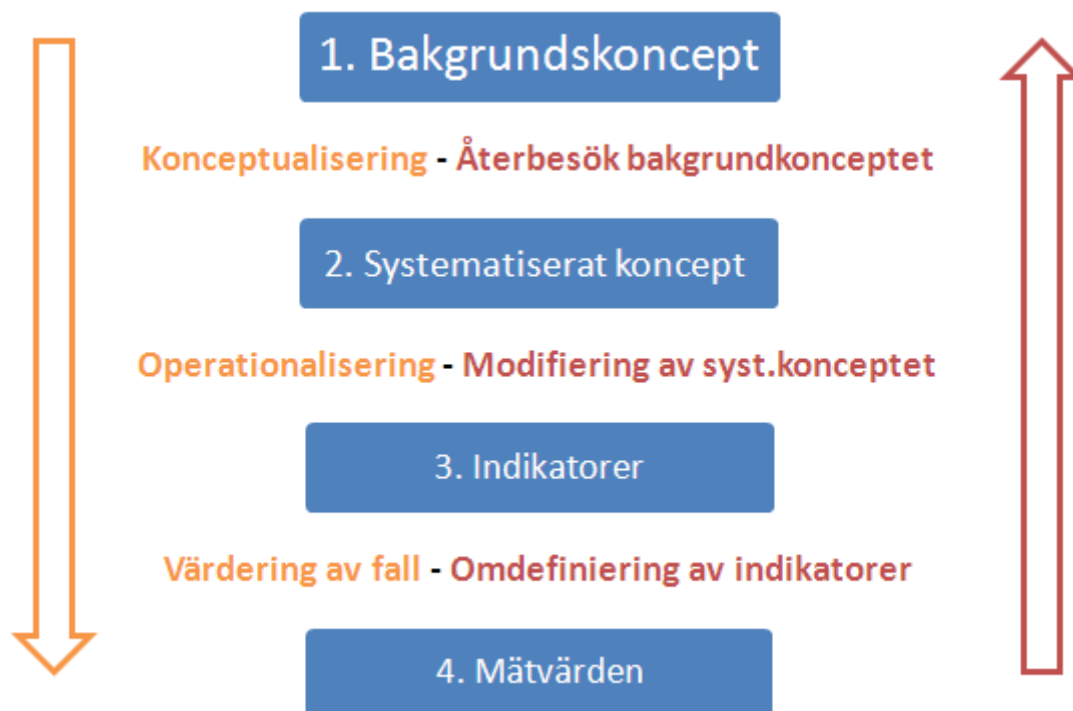 1. Bakgrundskoncept
Konceptualisering - Återbesök bakgrundkonceptet
2. Systematiserat koncept
Operationalisering - Modifiering av syst.konceptet
3. Indikatorer
Värdering av fall - Omdefiniering av indikatorer
4. Mätvärden